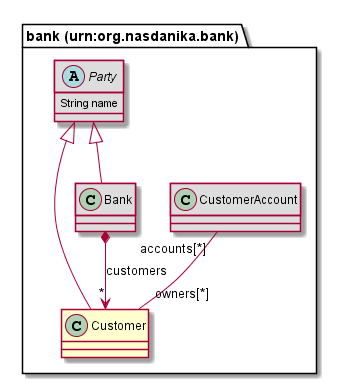 bank (urn:org.nasdanika.bank)
A Party
String name
C Bank
C CustomerAccount
accounts[*]
customers
* owners[*]
C Customer